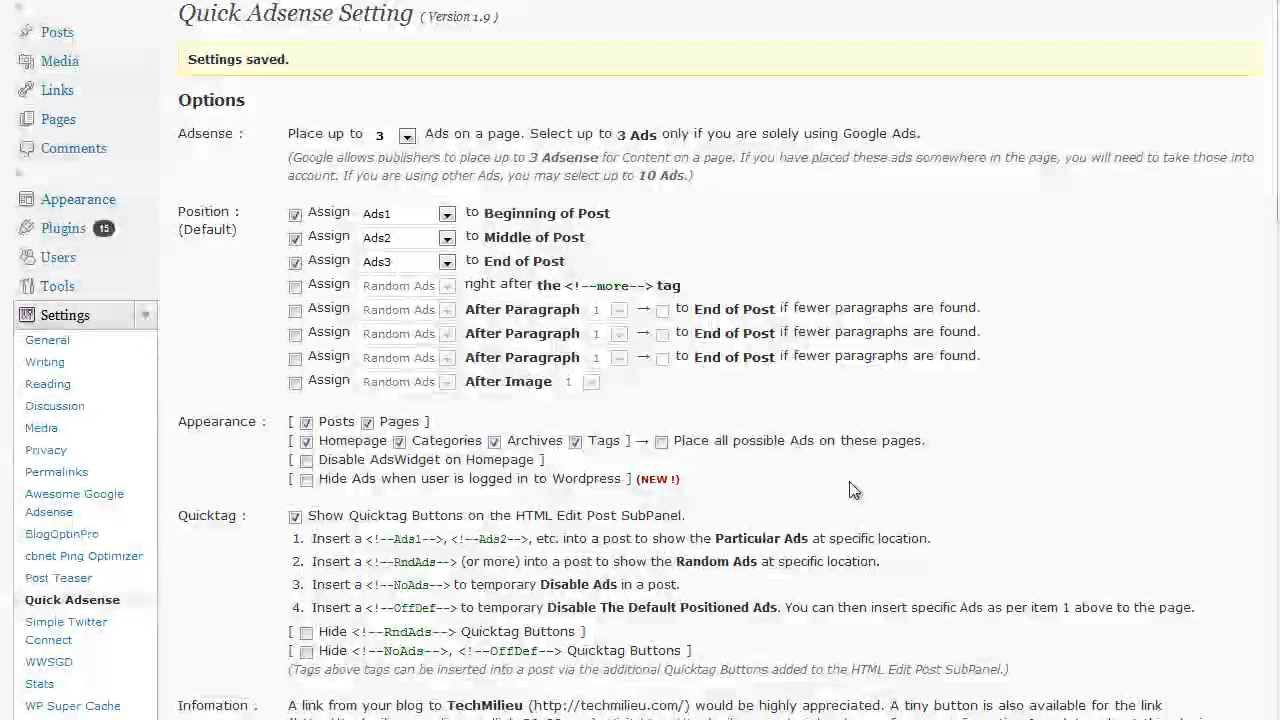 Quick Adsense Setting ( Version 1.9 )
Settings saved.
Options
Adsense : Place up to 3 Ads on a page. Select up to 3 Ads only if you are solely using Google Ads.
(Google allows publishers to place up to 3 Adsense for Content on a page. If you have placed these ads somewhere in the page, you will need to take those into
account. If you are using other Ads, you may select up to 10 Ads.)
Position : Assign Ads1 to Beginning of Post
(Default)
Assign Ads2 to Middle of Post
Assign Ads3 to End of Post
Assign Random Ads right after the <!--more--> tag
Assign Random Ads After Paragraph 1 → to End of Post if fewer paragraphs are found.
Assign Random Ads After Paragraph 1 → to End of Post if fewer paragraphs are found.
Assign Random Ads After Paragraph 1 → to End of Post if fewer paragraphs are found.
Assign Random Ads After Image 1
Appearance : [ Posts Pages ]
[ Homepage Categories Archives Tags ] → Place all possible Ads on these pages.
[ Disable AdsWidget on Homepage ]
[ Hide Ads when user is logged in to Wordpress ] (NEW !)
Quicktag : Show Quicktag Buttons on the HTML Edit Post SubPanel.
1. Insert a <!--Ads1-->, <!--Ads2-->, etc. into a post to show the Particular Ads at specific location.
2. Insert a <!--RndAds--> (or more) into a post to show the Random Ads at specific location.
3. Insert a <!--NoAds--> to temporary Disable Ads in a post.
4. Insert a <!--OffDef--> to temporary Disable The Default Positioned Ads. You can then insert specific Ads as per item 1 above to the page.
[ Hide <!--RndAds--> Quicktag Buttons ]
[ Hide <!--NoAds-->, <!--OffDef--> Quicktag Buttons ]
(Tags above tags can be inserted into a post via the additional Quicktag Buttons added to the HTML Edit Post SubPanel.)
Infomation : A link from your blog to TechMilieu (http://techmilieu.com/) would be highly appreciated. A tiny button is also available for the link
Posts
Media
Links
Pages
Comments
Appearance
Plugins 15
Users
Tools
Settings
General
Writing
Reading
Discussion
Media
Privacy
Permalinks
Awesome Google
Adsense
BlogOptinPro
cbnet Ping Optimizer
Post Teaser
Quick Adsense
Simple Twitter
Connect
WWSGD
Stats
WP Super Cache